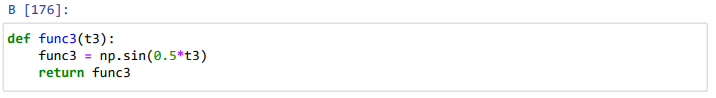 В [176]:
def func3(t3):
    func3 = np.sin(0.5*t3)
    return func3